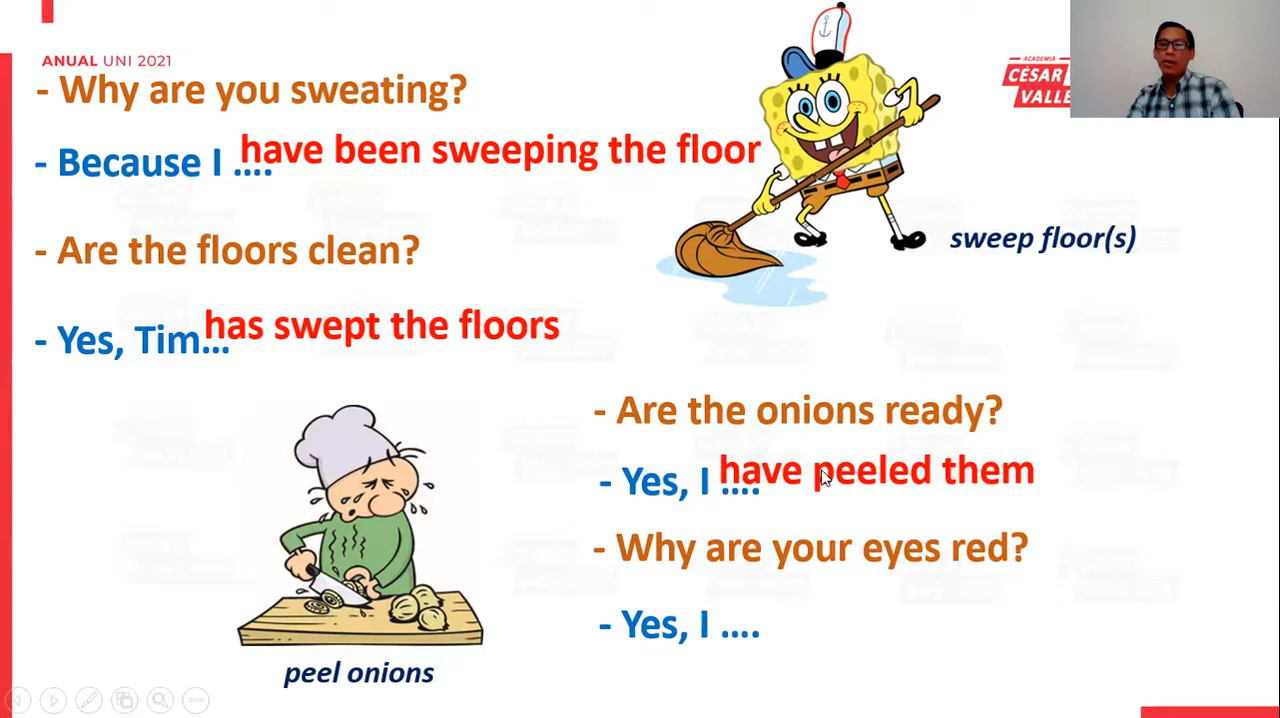 ANUAL UNI 2021
- Why are you sweating?
- Because I .... have been sweeping the floor
ACADEMIA
CÉSAR
VALLE
sweep floor(s)
- Are the floors clean?
- Yes, Tim... has swept the floors
- Are the onions ready?
- Yes, I .... have peeled them
- Why are your eyes red?
- Yes, I ....
peel onions